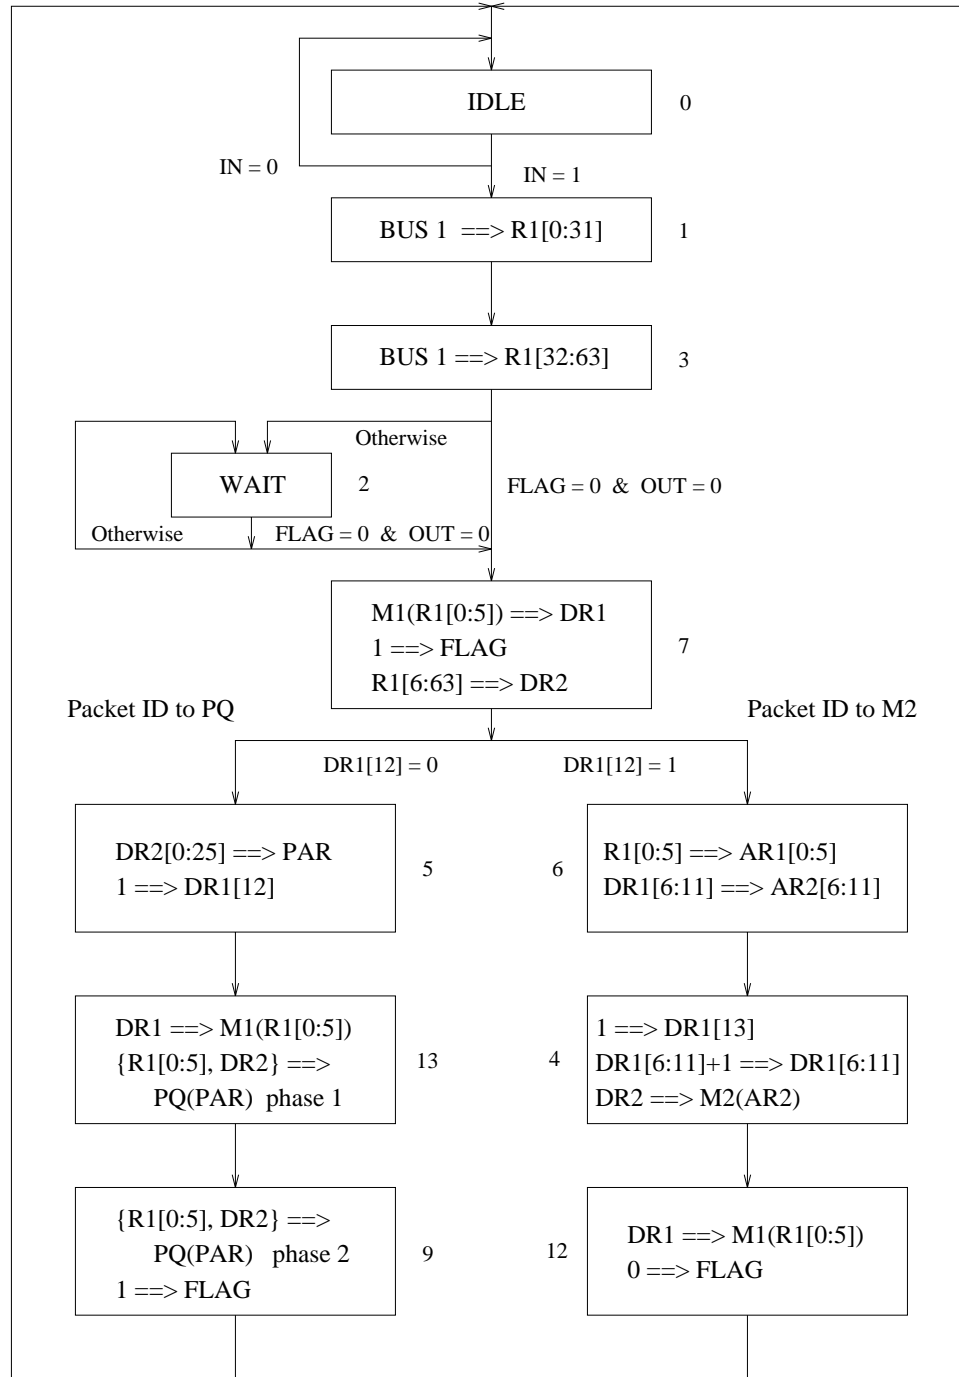 IDLE
0
IN = 0
IN = 1
BUS 1 ==> R1[0:31]
1
BUS 1 ==> R1[32:63]
3
Otherwise
WAIT
2
FLAG = 0 & OUT = 0
Otherwise
FLAG = 0 & OUT = 0
M1(R1[0:5]) ==> DR1
1 ==> FLAG
R1[6:63] ==> DR2
7
Packet ID to PQ
Packet ID to M2
DR1[12] = 0
DR1[12] = 1
DR2[0:25] ==> PAR
1 ==> DR1[12]
5
6
R1[0:5] ==> AR1[0:5]
DR1[6:11] ==> AR2[6:11]
DR1 ==> M1(R1[0:5])
{R1[0:5], DR2} ==>
PQ(PAR) phase 1
13
4
1 ==> DR1[13]
DR1[6:11]+1 ==> DR1[6:11]
DR2 ==> M2(AR2)
{R1[0:5], DR2} ==>
PQ(PAR) phase 2
1 ==> FLAG
9
12
DR1 ==> M1(R1[0:5])
0 ==> FLAG